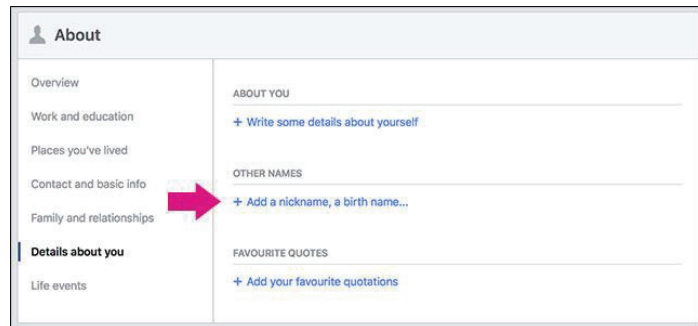 About
Overview
Work and education
Places you've lived
Contact and basic info
Family and relationships
Details about you
Life events
ABOUT YOU
+ Write some details about yourself
OTHER NAMES
+ Add a nickname, a birth name...
FAVOURITE QUOTES
+ Add your favourite quotations